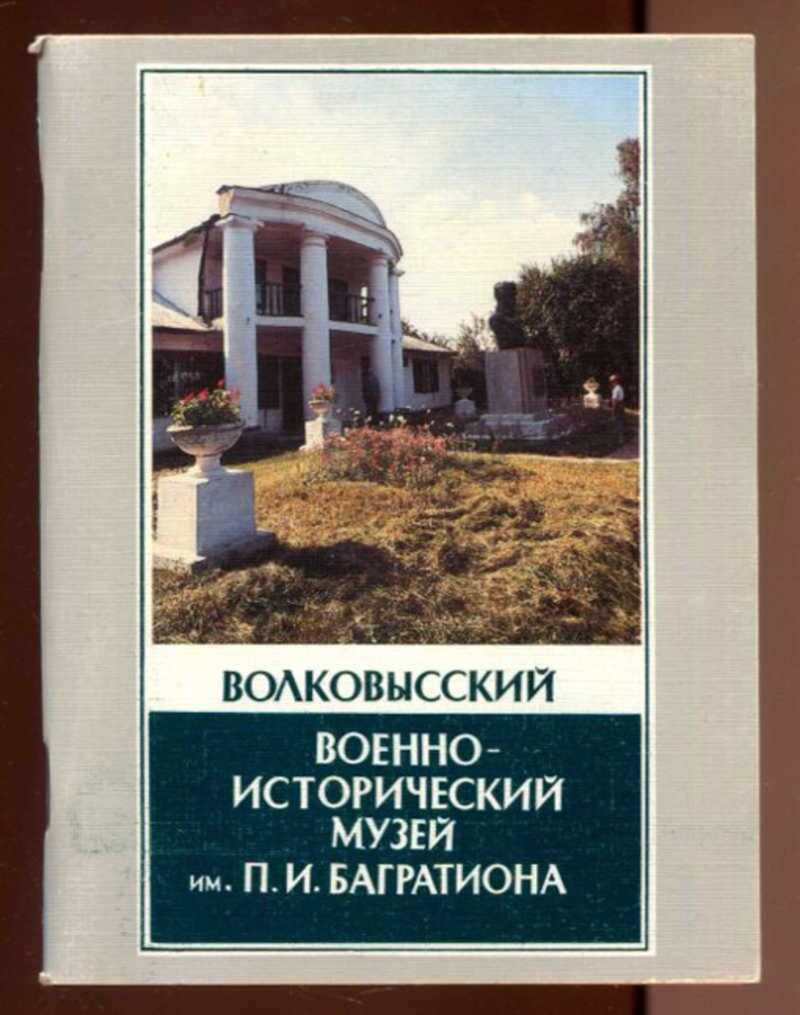 ВОЛКОВЫССКИЙ
ВОЕННО-
ИСТОРИЧЕСКИЙ
МУЗЕЙ
им. П. И. БАГРАТИОНА